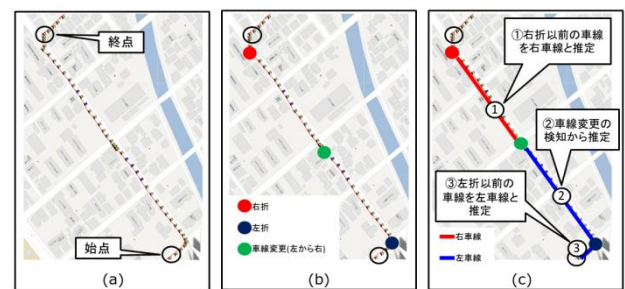 終点
始点
(a)
右折
左折
車線変更(左から右)
(b)
①右折以前の車線
を右車線と推定
1
②車線変更の
検知から推定
2
③左折以前の
車線を左車線と
推定
3
右車線
左車線
(c)